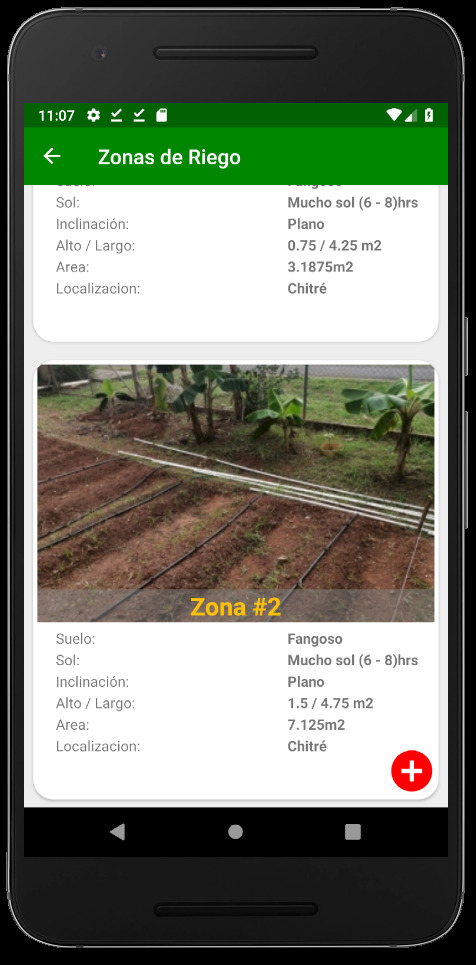 11:07
Zonas de Riego
Suelo: Fangoso
Sol: Mucho sol (6 - 8)hrs
Inclinación: Plano
Alto / Largo: 0.75 / 4.25 m2
Area: 3.1875m2
Localizacion: Chitré
Zona #2
Suelo: Fangoso
Sol: Mucho sol (6 - 8)hrs
Inclinación: Plano
Alto / Largo: 1.5 / 4.75 m2
Area: 7.125m2
Localizacion: Chitré